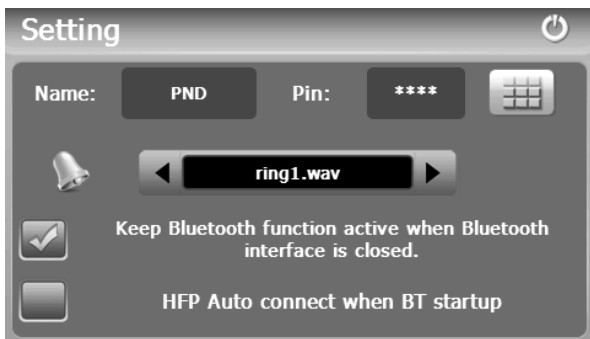 Setting
Name: PND Pin: ****
ring1.wav
Keep Bluetooth function active when Bluetooth
interface is closed.
HFP Auto connect when BT startup